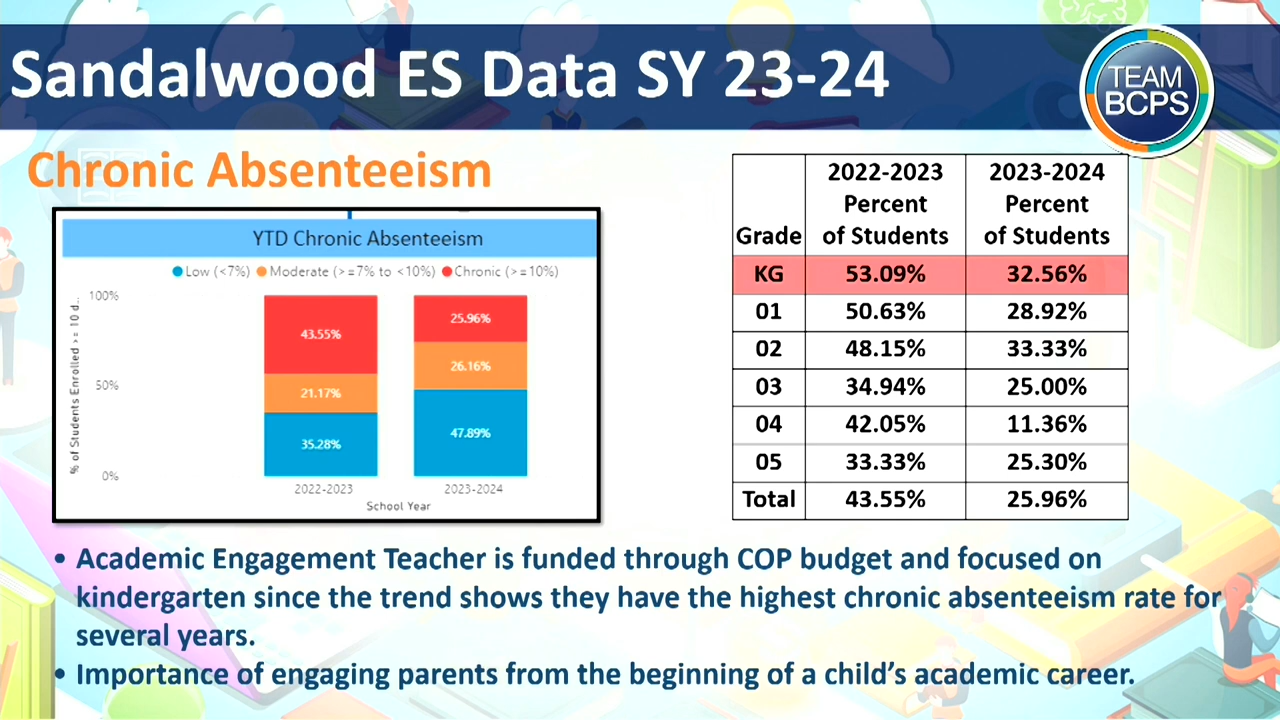 Sandalwood ES Data SY 23-24
TEAM
BCPS
Chronic Absenteeism
YTD Chronic Absenteeism
Low (<7%) Moderate (>=7% to <10%) Chronic (>=10%)
% of Students Enrolled >= 10 d..
100%
50%
0%
43.55%
21.17%
35.28%
25.96%
26.16%
47.89%
2022-2023 2023-2024
School Year
2022-2023 2023-2024
Percent Percent
Grade of Students of Students
KG 53.09% 32.56%
01 50.63% 28.92%
02 48.15% 33.33%
03 34.94% 25.00%
04 42.05% 11.36%
05 33.33% 25.30%
Total 43.55% 25.96%
• Academic Engagement Teacher is funded through COP budget and focused on
kindergarten since the trend shows they have the highest chronic absenteeism rate for
several years.
• Importance of engaging parents from the beginning of a child's academic career.